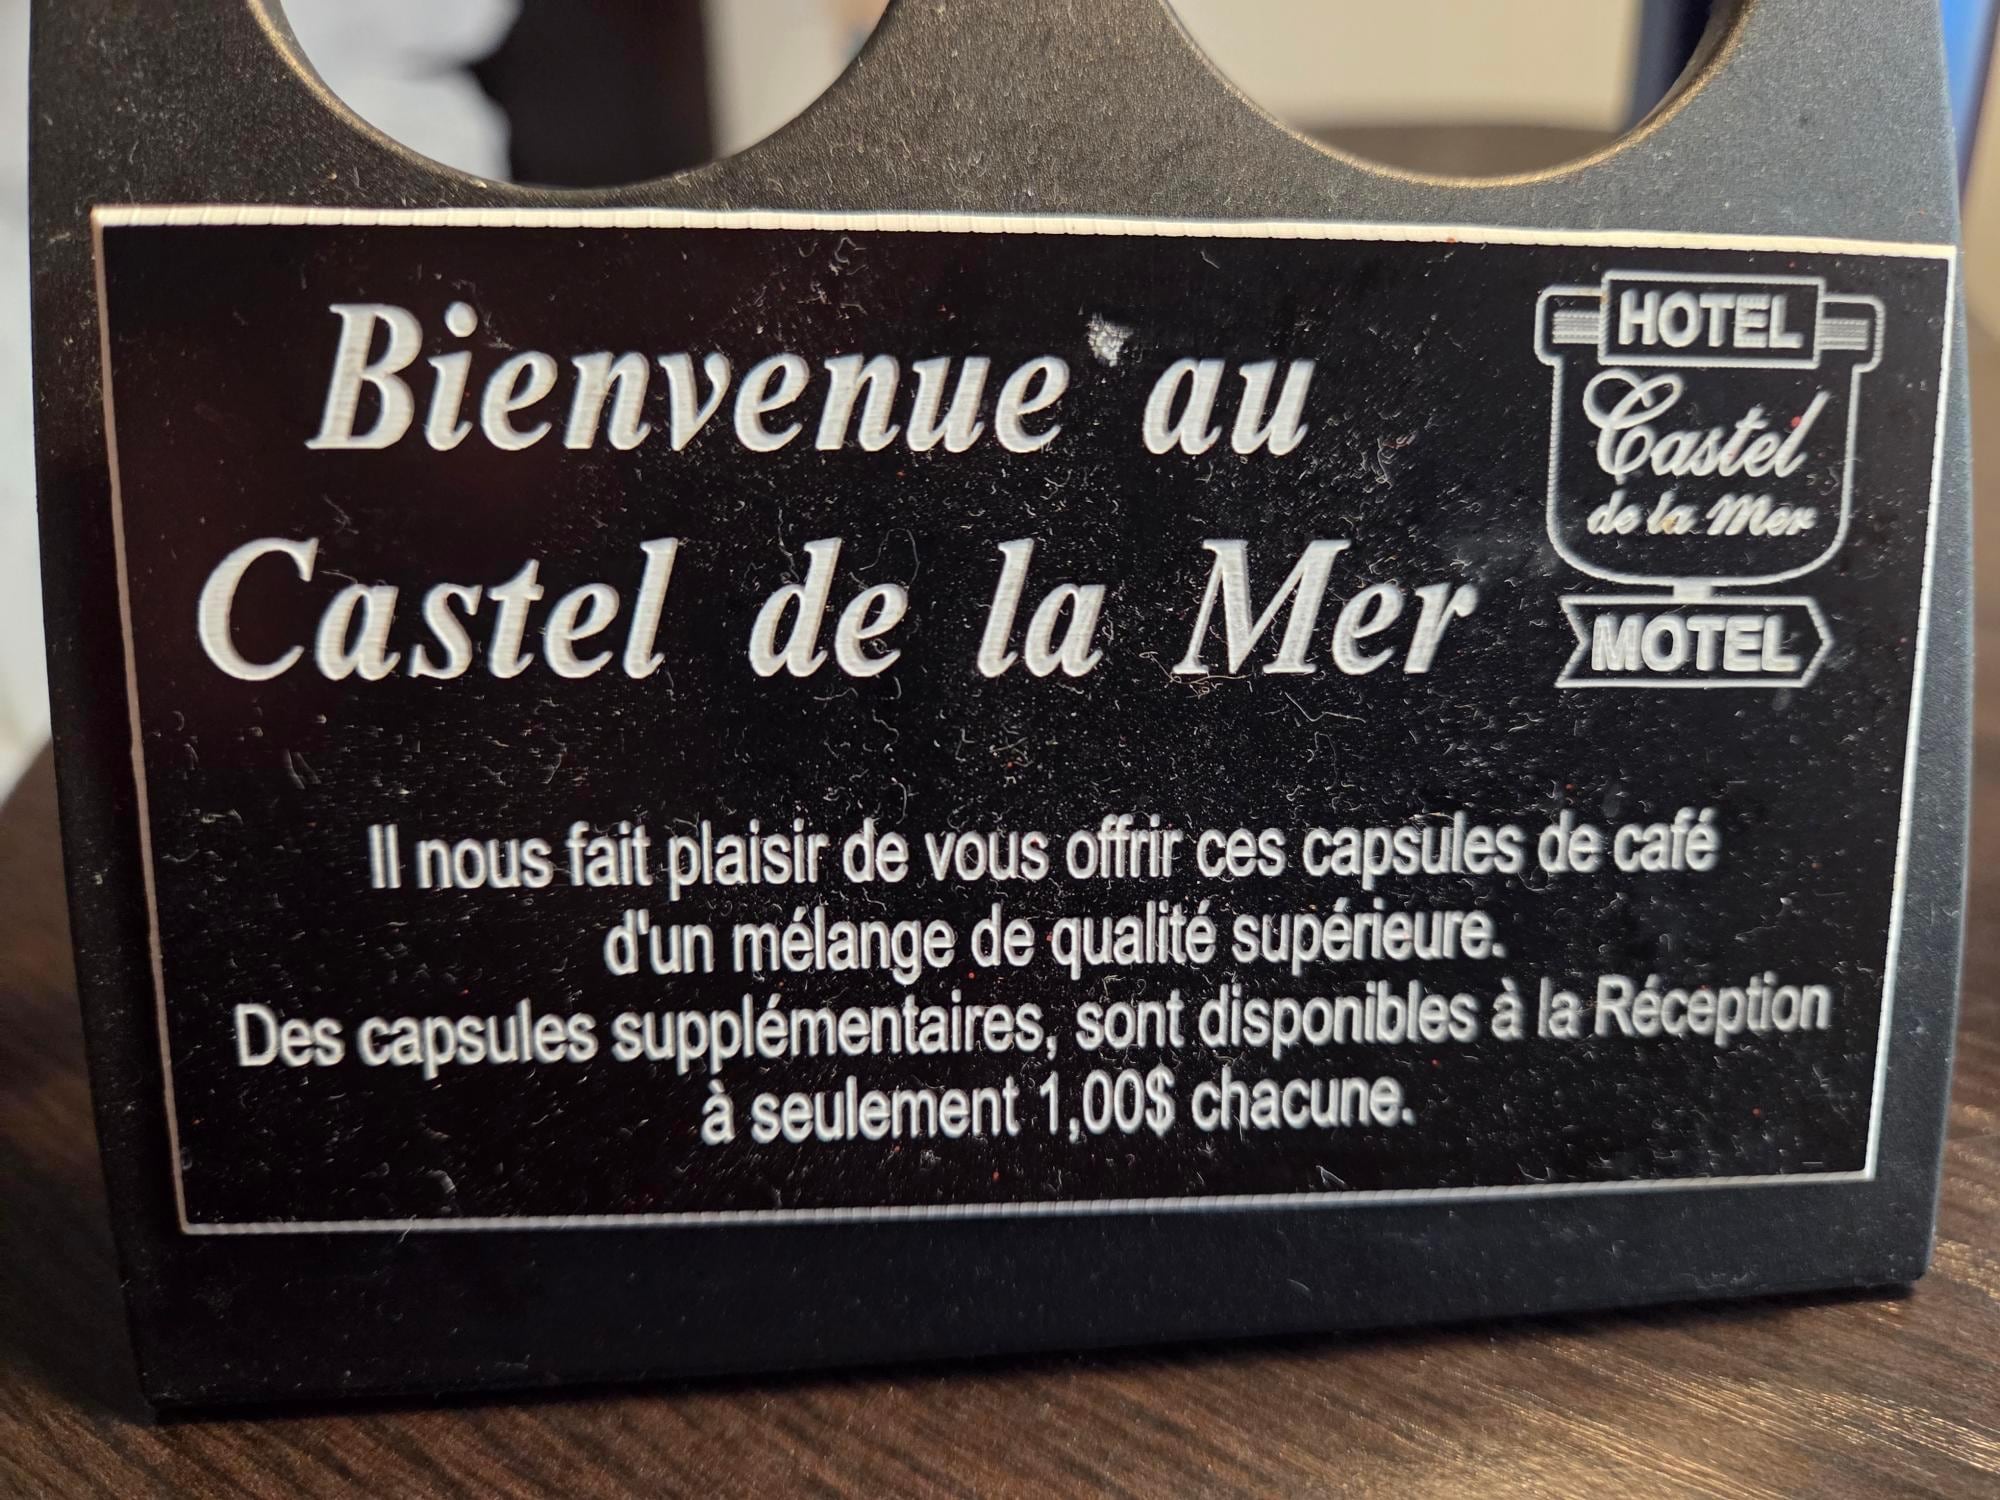 Bienvenue au
Castel de la Mer
HOTEL
Castel
de la Mer
MOTEL
Il nous fait plaisir de vous offrir ces capsules de café
d'un mélange de qualité supérieure.
Des capsules supplémentaires, sont disponibles à la Réception
à seulement 1,00$ chacune.